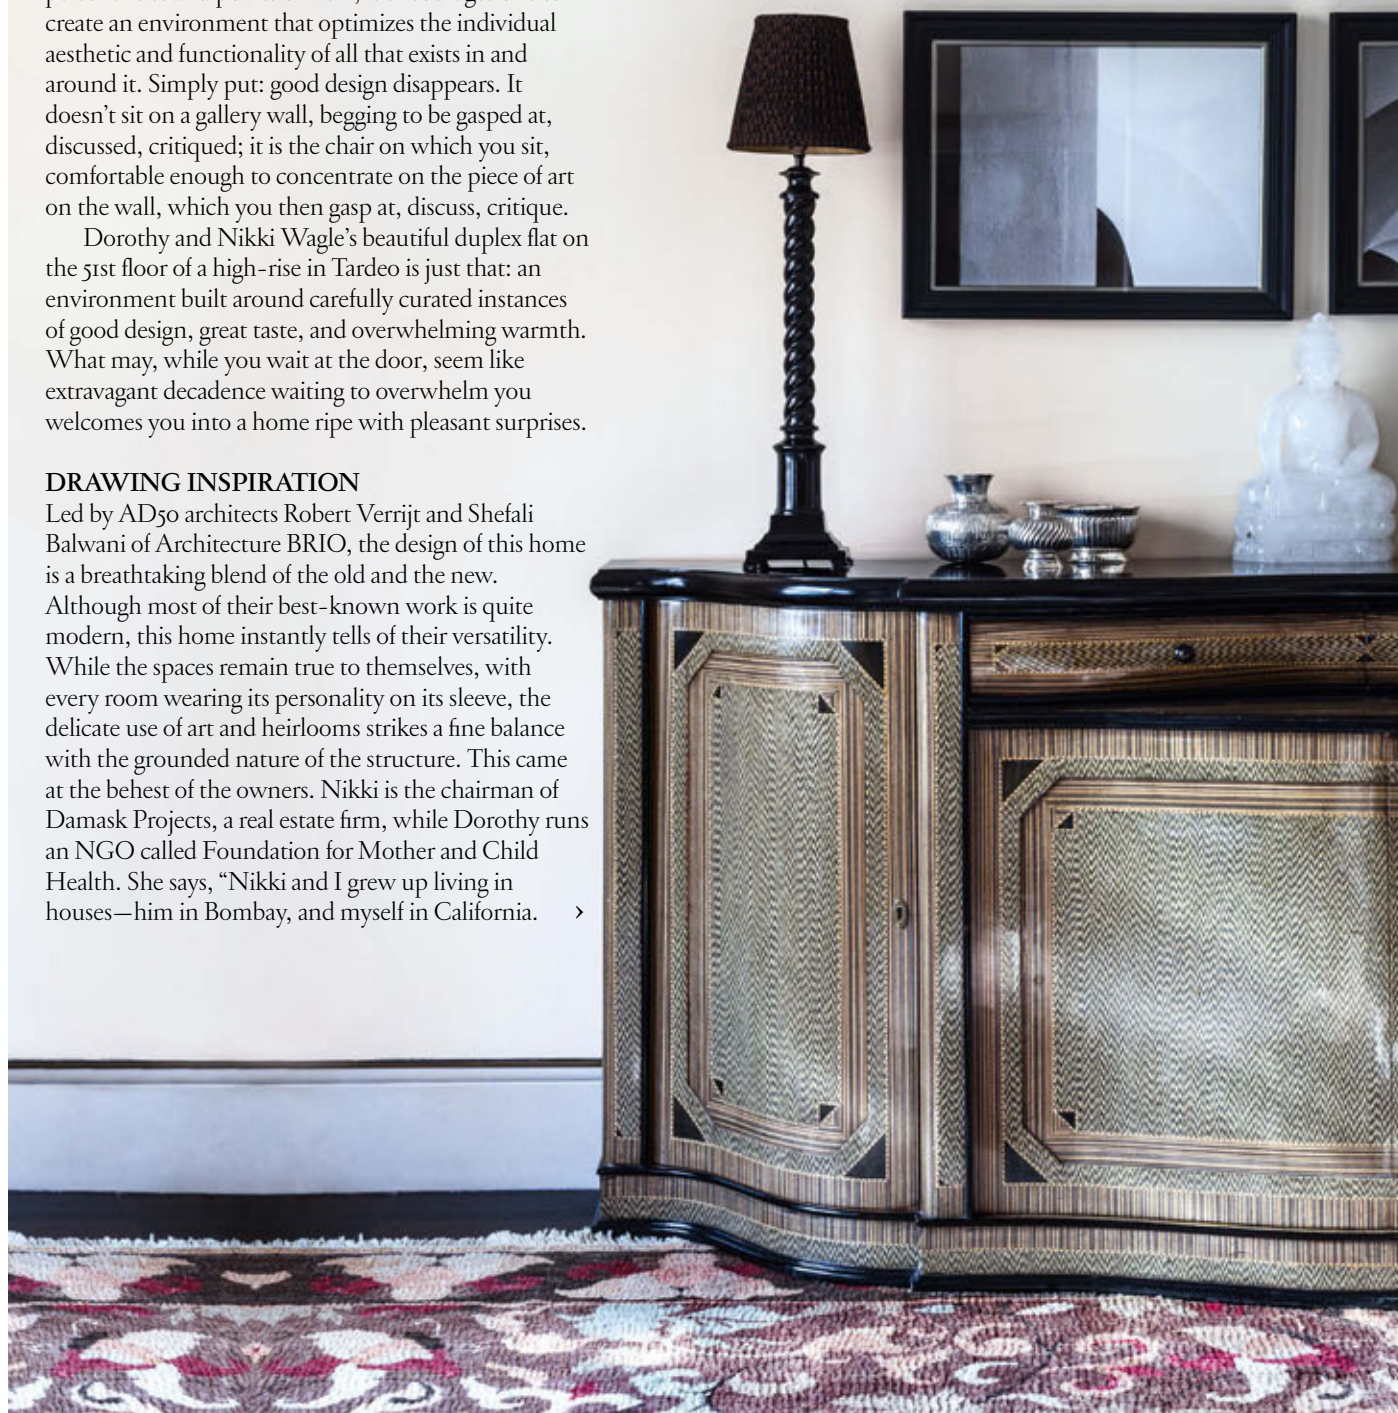 create an environment that optimizes the individual
aesthetic and functionality of all that exists in and
around it. Simply put: good design disappears. It
doesn’t sit on a gallery wall, begging to be gasped at,
discussed, critiqued; it is the chair on which you sit,
comfortable enough to concentrate on the piece of art
on the wall, which you then gasp at, discuss, critique.
Dorothy and Nikki Wagle’s beautiful duplex flat on
the 51st floor of a high-rise in Tardeo is just that: an
environment built around carefully curated instances
of good design, great taste, and overwhelming warmth.
What may, while you wait at the door, seem like
extravagant decadence waiting to overwhelm you
welcomes you into a home ripe with pleasant surprises.
DRAWING INSPIRATION
Led by AD50 architects Robert Verrijt and Shefali
Balwani of Architecture BRIO, the design of this home
is a breathtaking blend of the old and the new.
Although most of their best-known work is quite
modern, this home instantly tells of their versatility.
While the spaces remain true to themselves, with
every room wearing its personality on its sleeve, the
delicate use of art and heirlooms strikes a fine balance
with the grounded nature of the structure. This came
at the behest of the owners. Nikki is the chairman of
Damask Projects, a real estate firm, while Dorothy runs
an NGO called Foundation for Mother and Child
Health. She says, “Nikki and I grew up living in
houses—him in Bombay, and myself in California. ›